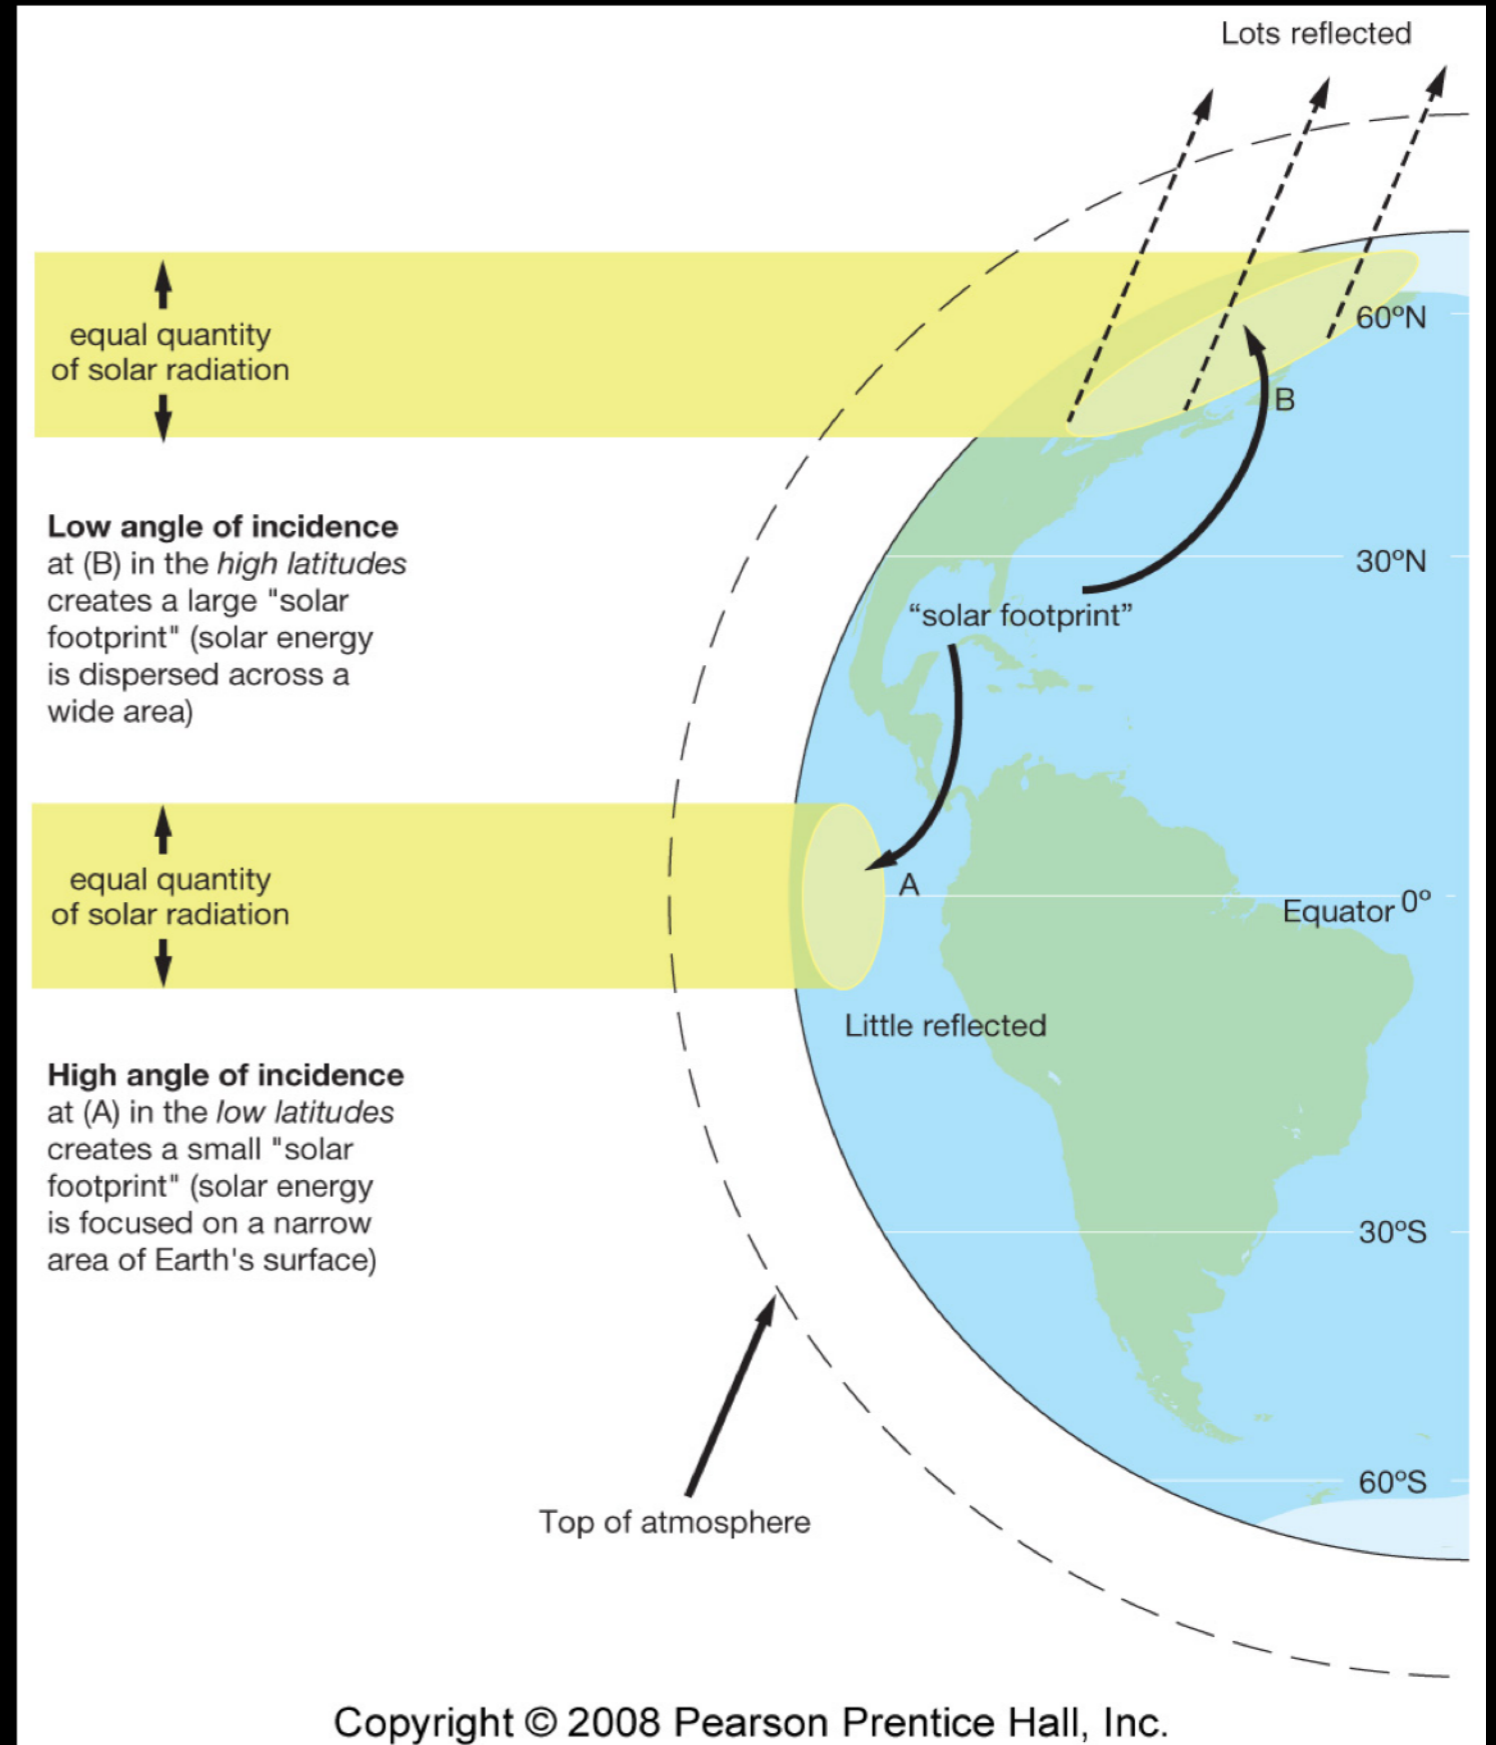 Lots reflected
equal quantity
of solar radiation
60°N
B
Low angle of incidence
at (B) in the high latitudes
creates a large "solar
footprint" (solar energy
is dispersed across a
wide area)
30°N
“solar footprint”
equal quantity
of solar radiation
A
Equator 0°
Little reflected
High angle of incidence
at (A) in the low latitudes
creates a small "solar
footprint" (solar energy
is focused on a narrow
area of Earth's surface)
30°S
60°S
Top of atmosphere
Copyright © 2008 Pearson Prentice Hall, Inc.